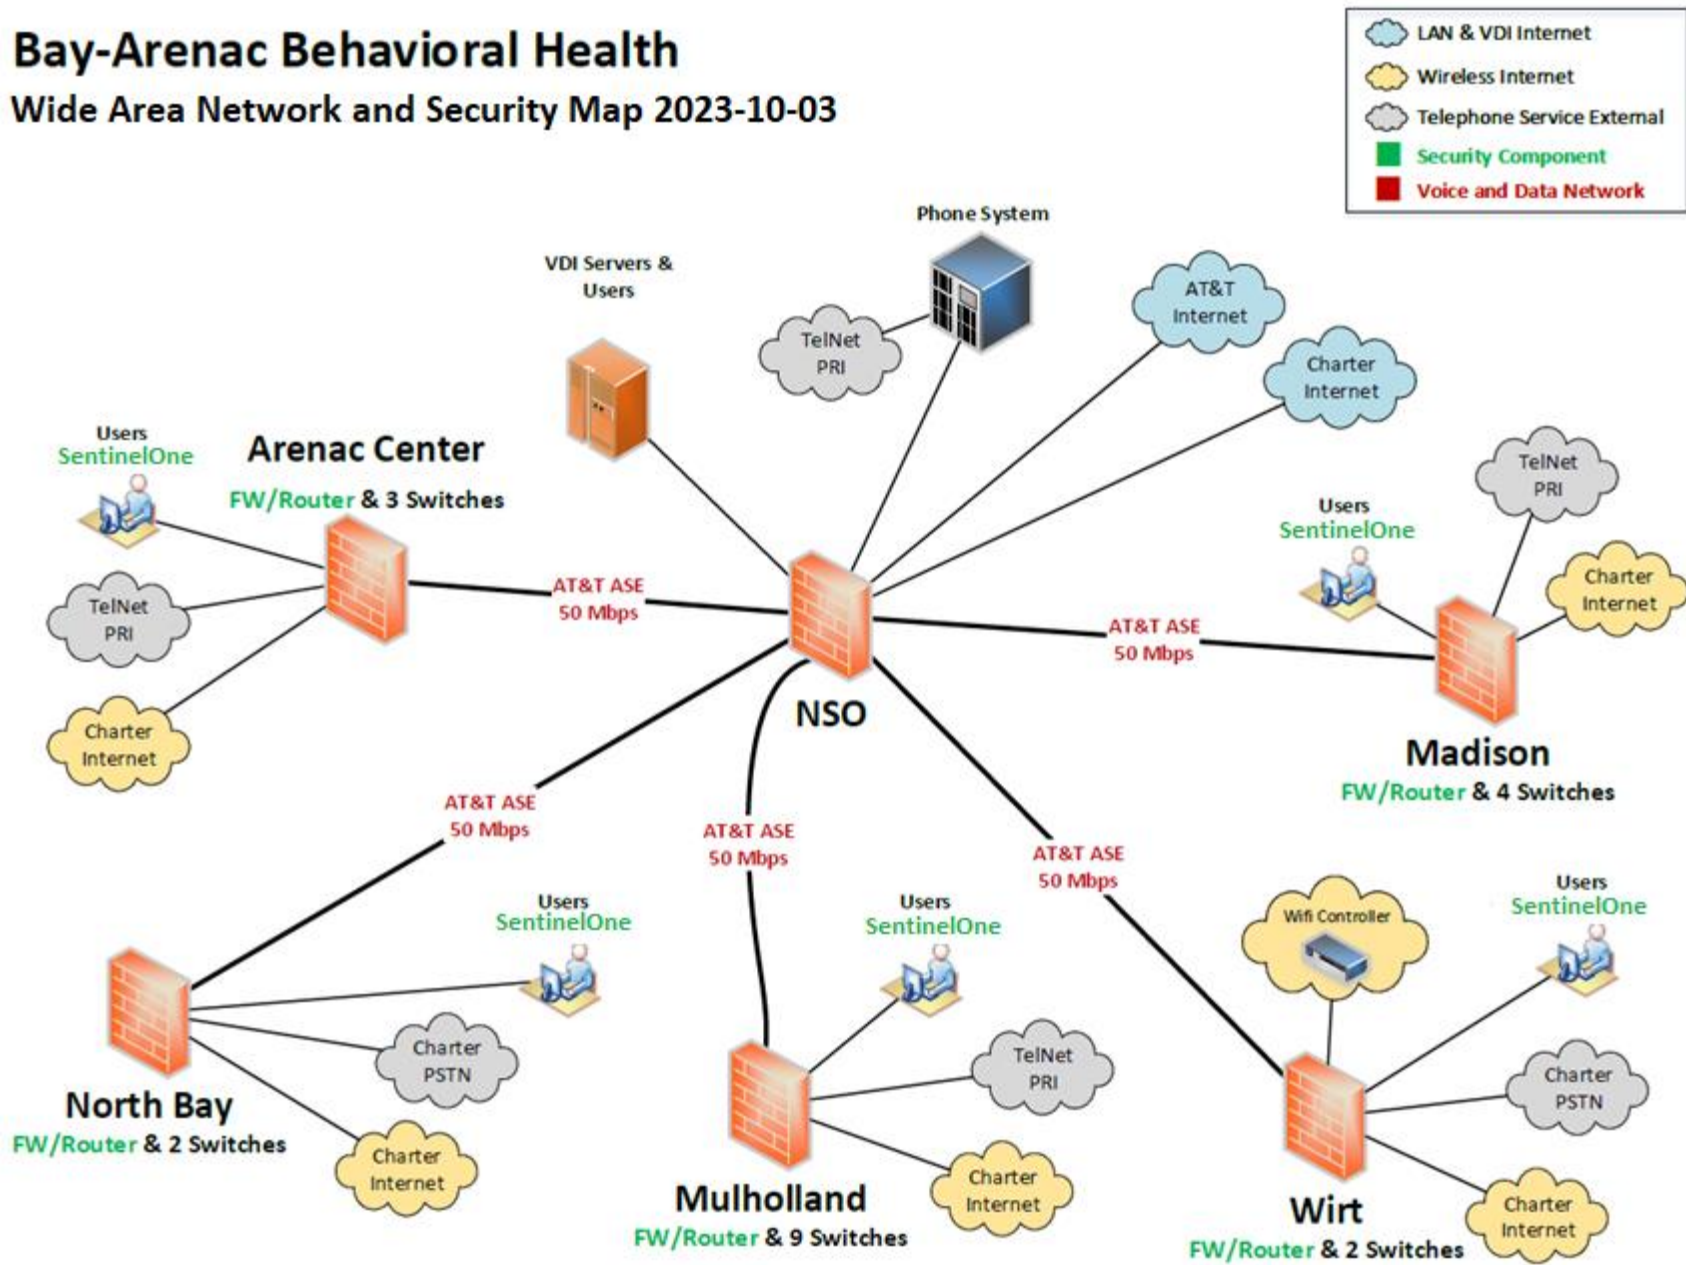 Bay-Arenac Behavioral Health
Wide Area Network and Security Map 2023-10-03
LAN & VDI Internet
Wireless Internet
Telephone Service External
Security Component
Voice and Data Network
Phone System
VDI Servers &
Users
TelNet
PRI
AT&T
Internet
Charter
Internet
Users
SentinelOne
Arenac Center
FW/Router & 3 Switches
TelNet
PRI
Charter
Internet
AT&T ASE
50 Mbps
NSO
AT&T ASE
50 Mbps
Users
SentinelOne
TelNet
PRI
Charter
Internet
Madison
FW/Router & 4 Switches
AT&T ASE
50 Mbps
AT&T ASE
50 Mbps
AT&T ASE
50 Mbps
Users
SentinelOne
Charter
PSTN
Charter
Internet
North Bay
FW/Router & 2 Switches
Users
SentinelOne
TelNet
PRI
Charter
Internet
Mulholland
FW/Router & 9 Switches
Wifi Controller
Users
SentinelOne
Charter
PSTN
Charter
Internet
Wirt
FW/Router & 2 Switches